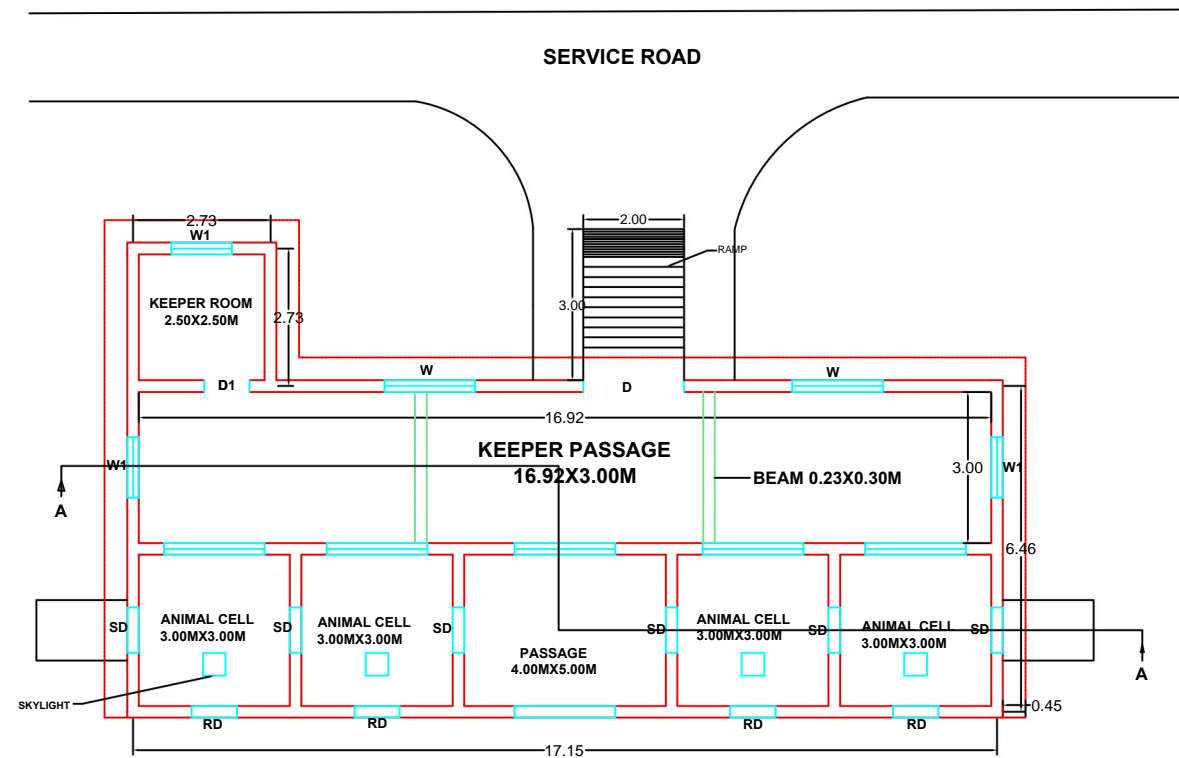 SERVICE ROAD
2.73
2.00
W1
RAMP
KEEPER ROOM
2.50X2.50M
3.00
2.73
W
W
D1
D
16.92
KEEPER PASSAGE
16.92X3.00M
3.00
W1
W1
BEAM 0.23X0.30M
A
6.46
ANIMAL CELL
3.00MX3.00M
ANIMAL CELL
3.00MX3.00M
ANIMAL CELL
3.00MX3.00M
ANIMAL CELL
3.00MX3.00M
SD
SD
SD
SD
SD
SD
PASSAGE
4.00MX5.00M
A
SKYLIGHT
0.45
RD
RD
RD
RD
17.15